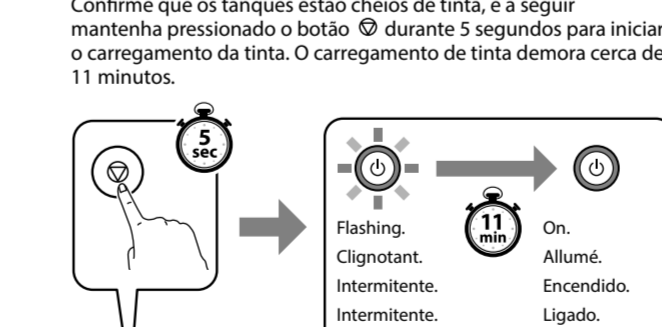 Confirme que os tanques estão cheios de tinta, e a seguir
mantenha pressionado o botão durante 5 segundos para iniciar
o carregamento da tinta. O carregamento de tinta demora cerca de
11 minutos.
5
sec
11
min
Flashing.
On.
Clignotant.
Allumé.
Intermitente.
Encendido.
Intermitente.
Ligado.